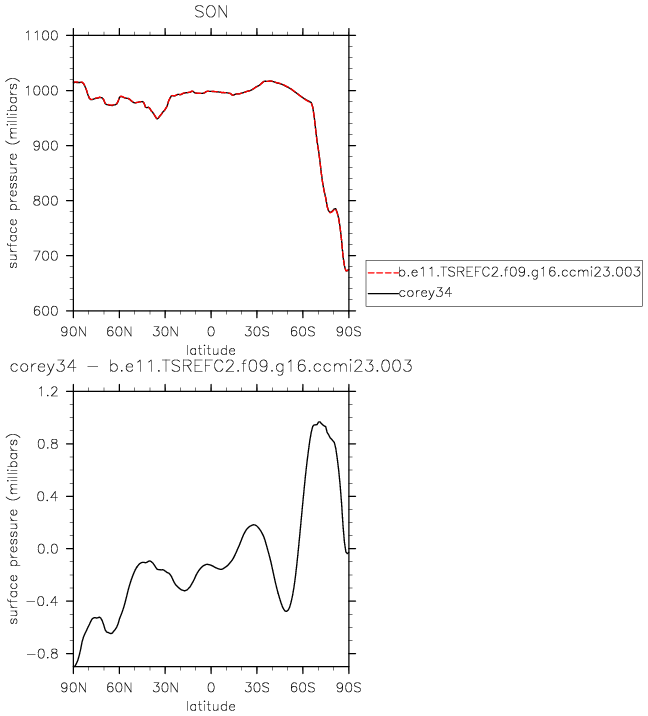 SON
1100
1000
900
800
700
600
surface pressure (millibars)
90N 60N 30N 0 30S 60S 90S
latitude
b.e11.TSREFC2.f09.g16.ccmi23.003
corey34
corey34 − b.e11.TSREFC2.f09.g16.ccmi23.003
1.2
0.8
0.4
0.0
−0.4
−0.8
surface pressure (millibars)
90N 60N 30N 0 30S 60S 90S
latitude